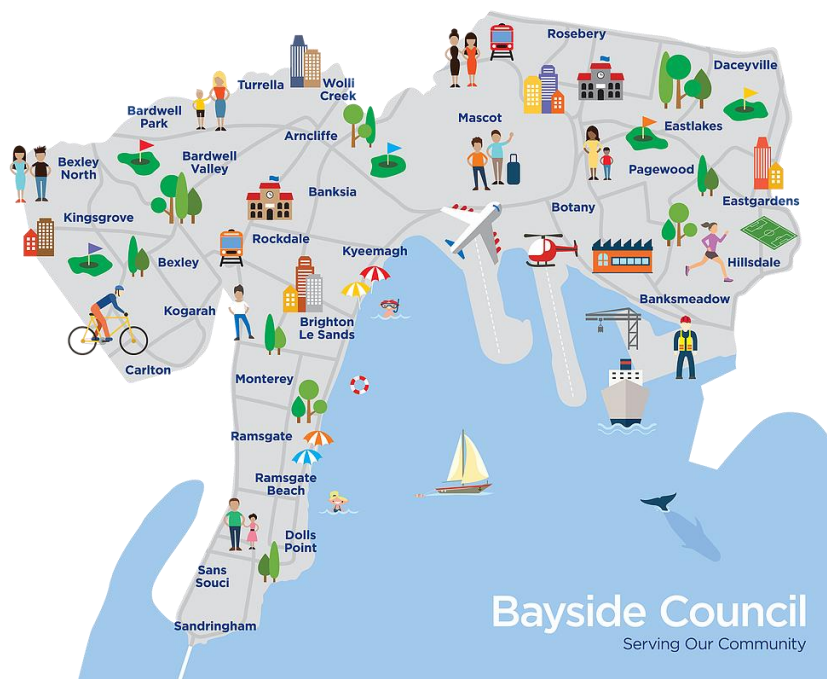 Rosebery
Daceyville
Turrella
Wolli
Creek
Bardwell
Park
Mascot
Eastlakes
Arncliffe
Bexley
North
Bardwell
Valley
Pagewood
Banksia
Eastgardens
Kingsgrove
Botany
Rockdale
Kyeemagh
Bexley
Hillsdale
Banksmeadow
Kogarah
Brighton
Le Sands
Carlton
Monterey
Ramsgate
Ramsgate
Beach
Dolls
Point
Sans
Souci
Sandringham
Bayside Council
Serving Our Community